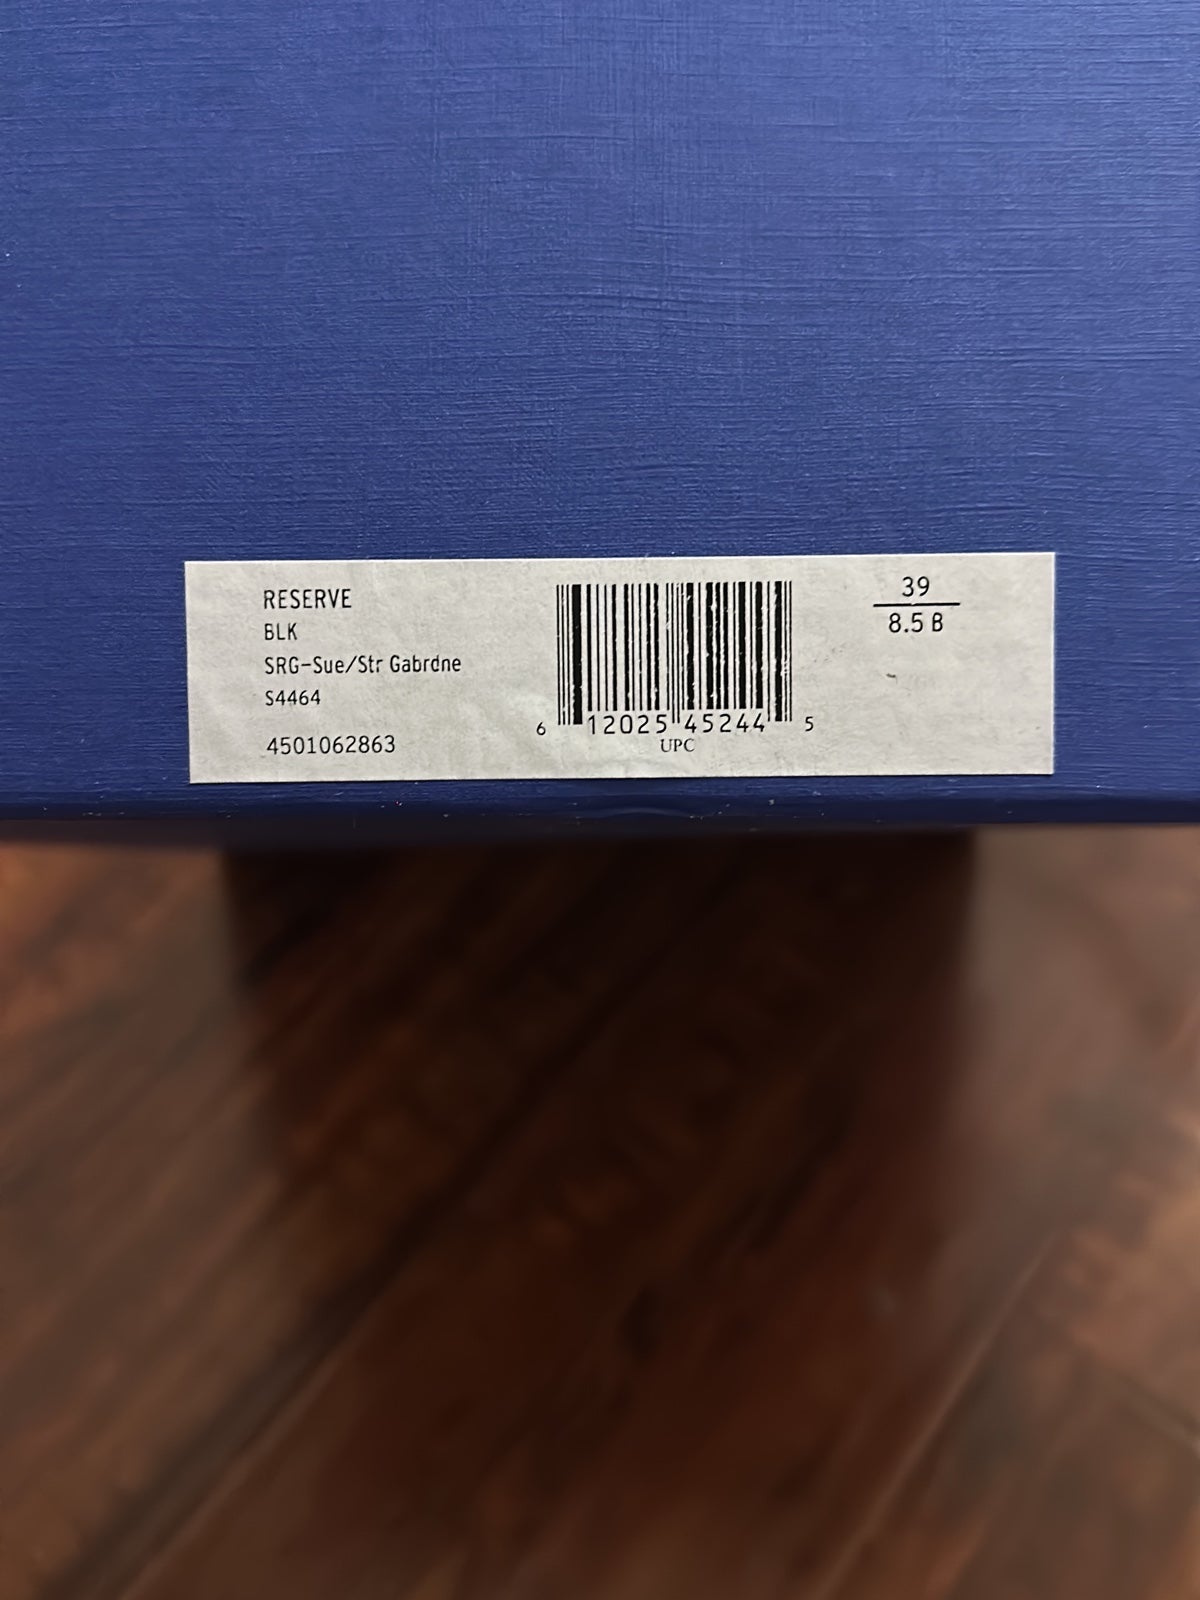 RESERVE
BLK
SRG-Sue/Str Gabrdne
S4464
4501062863
6 12025 45244 5
UPC
39
8.5 B